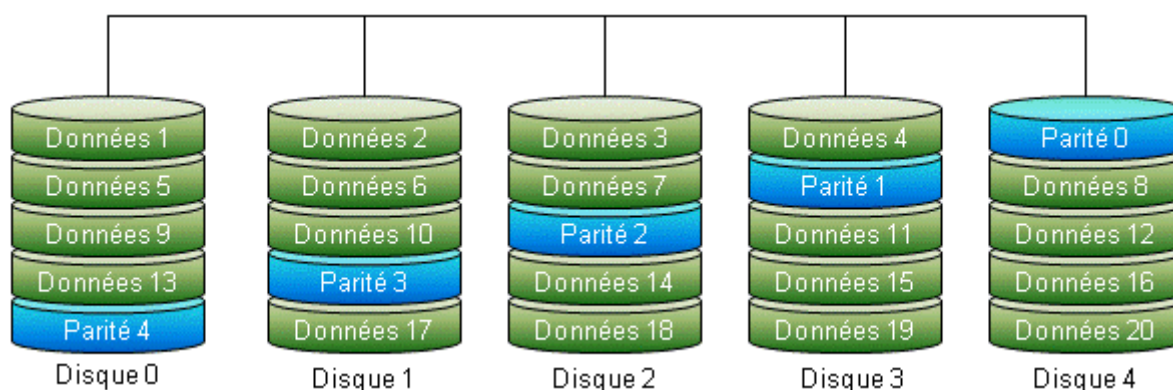 Données 1
Données 2
Données 3
Données 4
Parité 0
Données 5
Données 6
Données 7
Parité 1
Données 8
Données 9
Données 10
Parité 2
Données 11
Données 12
Données 13
Parité 3
Données 14
Données 15
Données 16
Parité 4
Données 17
Données 18
Données 19
Données 20
Disque 0
Disque 1
Disque 2
Disque 3
Disque 4